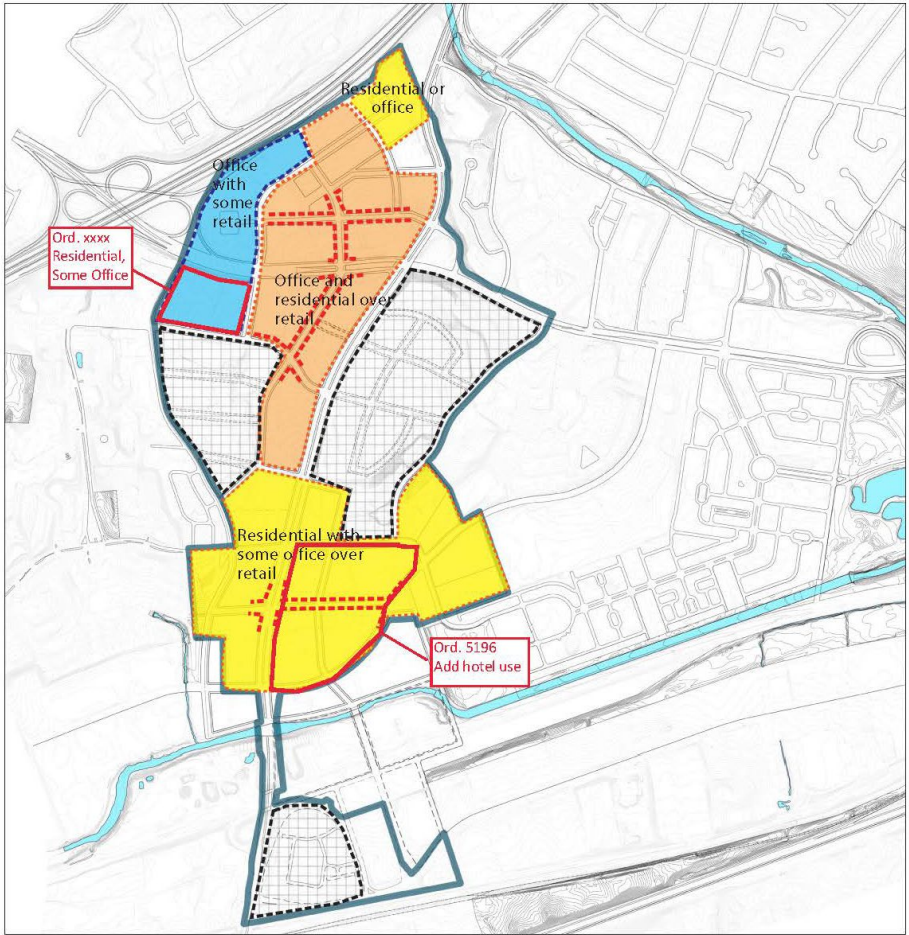 Residential or
office
Office
with
some
retail
Ord. xxxx
Residential,
Some Office
Office and
residential over
retail
Residential with
some office over
retail
Ord. 5196
Add hotel use